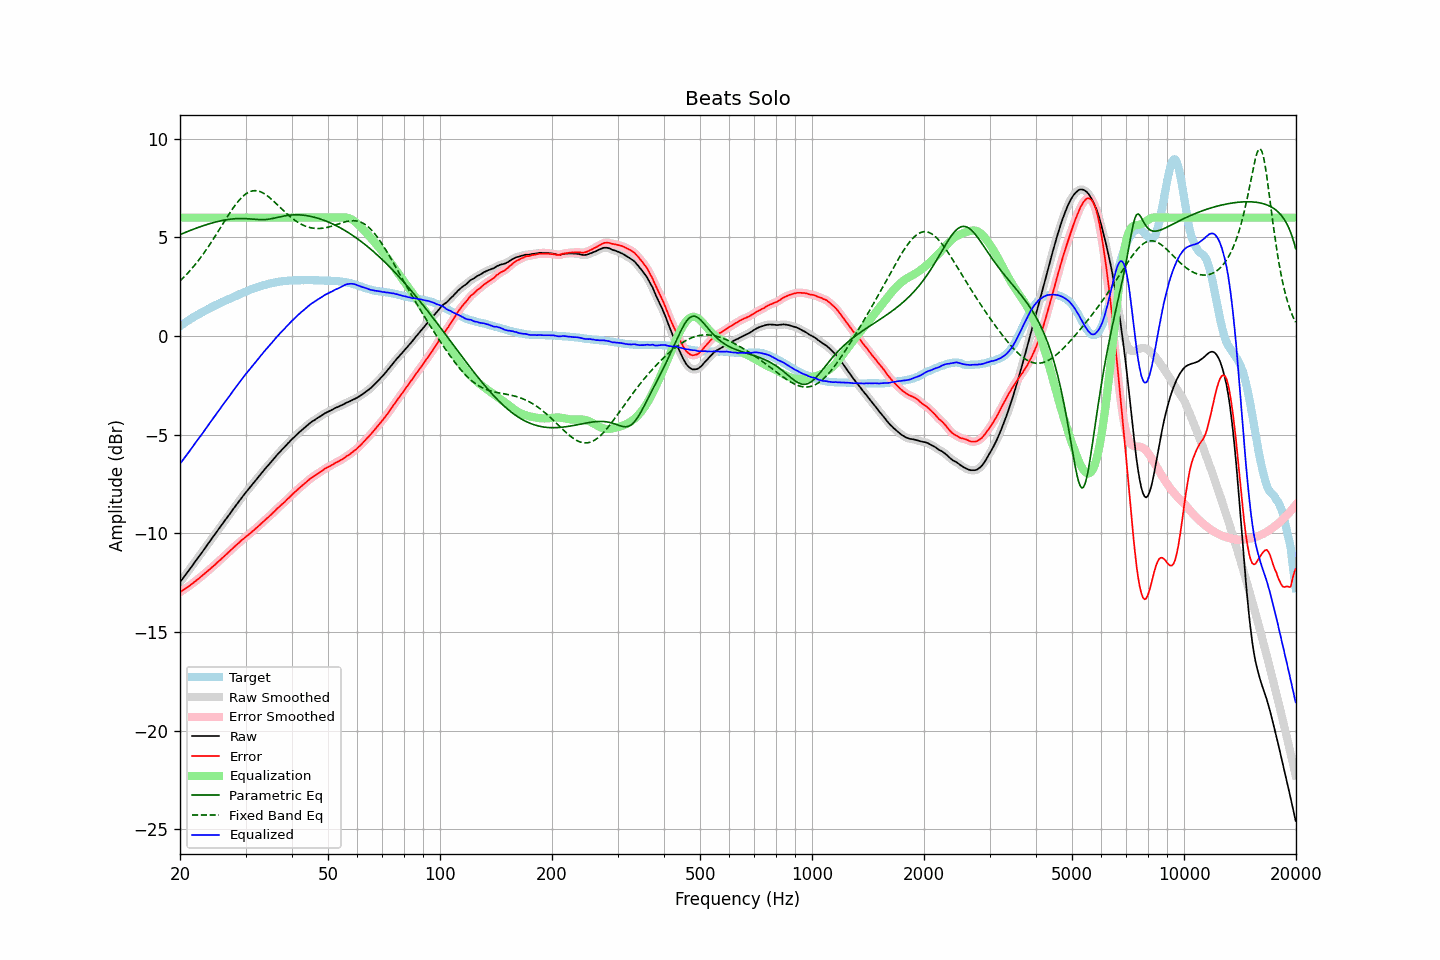 Beats Solo
10
5
0
−5
−10
−15
−20
−25
Amplitude (dBr)
Target
Raw Smoothed
Error Smoothed
Raw
Error
Equalization
Parametric Eq
Fixed Band Eq
Equalized
20 50 100 200 500 1000 2000 5000 10000 20000
Frequency (Hz)